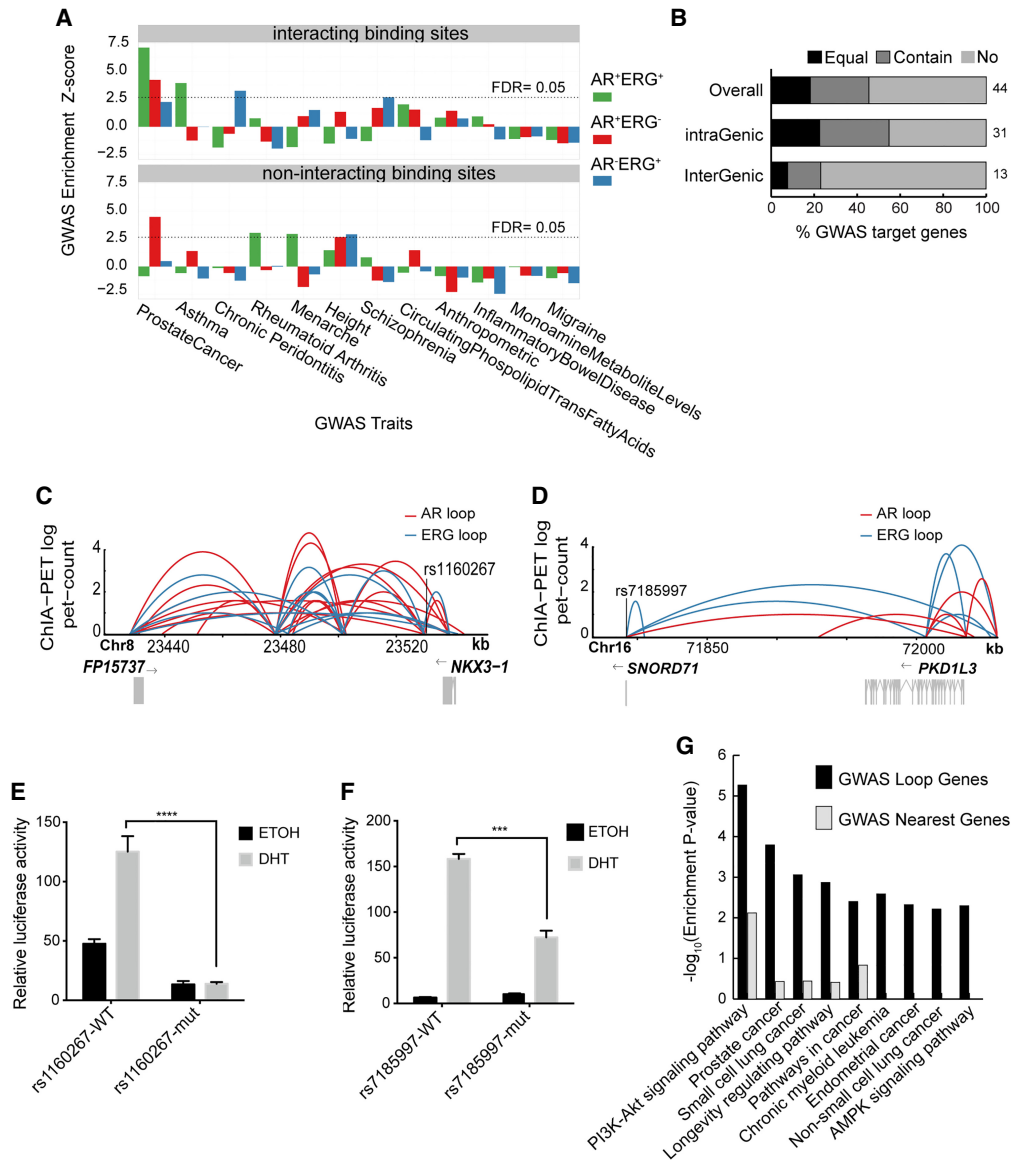 A
interacting binding sites
7.5
5.0
2.5
0.0
−2.5
FDR= 0.05
non-interacting binding sites
7.5
5.0
2.5
0.0
−2.5
FDR= 0.05
GWAS Enrichment Z-score
AR+ERG+
AR+ERG-
AR-ERG+
ProstateCancer
Asthma
Chronic Peridontitis
Rheumatoid Arthritis
Menarche
Height
Schizophrenia
CirculatingPhospolipidTransFattyAcids
Anthropometric
InflammatoryBowelDisease
MonoamineMetaboliteLevels
Migraine
GWAS Traits
B
Equal Contain No
Overall 44
intraGenic 31
InterGenic 13
0 20 40 60 80 100
% GWAS target genes
C
AR loop
ERG loop
rs1160267
ChIA−PET log
pet−count
4
2
0
Chr8 23440 23480 23520 kb
FP15737→
←NKX3−1
D
AR loop
ERG loop
rs7185997
ChIA−PET log
pet−count
4
2
0
Chr16 71850 72000 kb
←SNORD71
← PKD1L3
E
Relative luciferase activity
150
100
50
0
****
ETOH
DHT
rs1160267-WT
rs1160267-mut
F
Relative luciferase activity
200
150
100
50
0
***
ETOH
DHT
rs7185997-WT
rs7185997-mut
G
-log10(Enrichment P-value)
6
5
4
3
2
1
0
GWAS Loop Genes
GWAS Nearest Genes
PI3K-Akt signaling pathway
Prostate cancer
Small cell lung cancer
Longevity regulating pathway
Pathways in cancer
Chronic myeloid leukemia
Endometrial cancer
Non-small cell lung cancer
AMPK signaling pathway